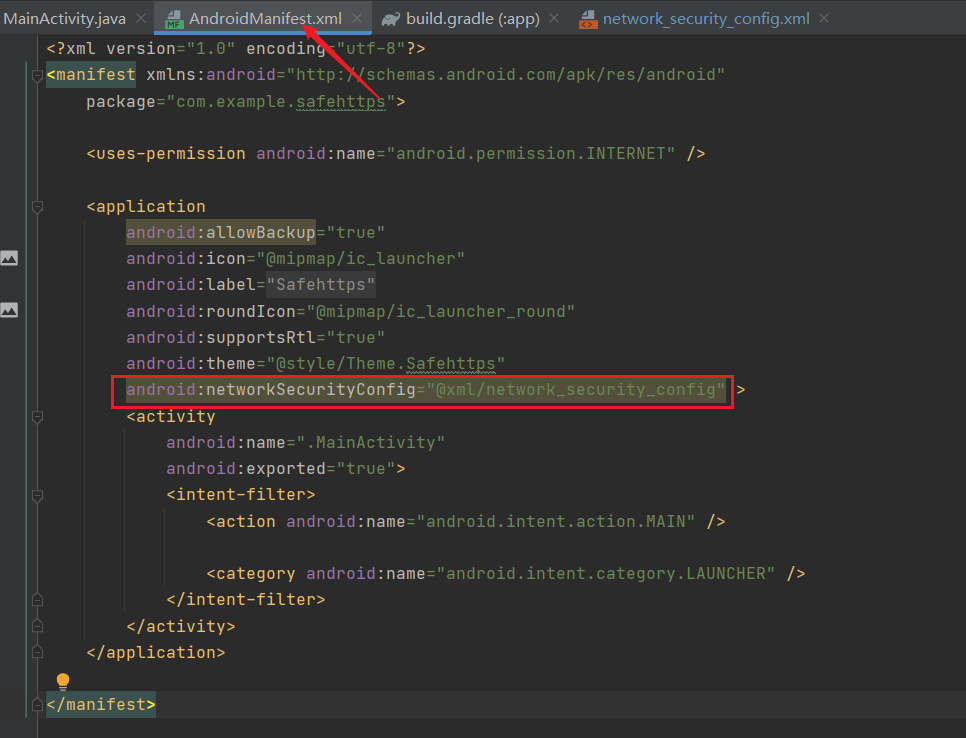 MainActivity.java AndroidManifest.xml build.gradle (:app) network_security_config.xml
<?xml version="1.0" encoding="utf-8"?>
<manifest xmlns:android="http://schemas.android.com/apk/res/android"
package="com.example.safehttps">
<uses-permission android:name="android.permission.INTERNET" />
<application
android:allowBackup="true"
android:icon="@mipmap/ic_launcher"
android:label="Safehttps"
android:roundIcon="@mipmap/ic_launcher_round"
android:supportsRtl="true"
android:theme="@style/Theme.Safehttps"
android:networkSecurityConfig="@xml/network_security_config" >
<activity
android:name=".MainActivity"
android:exported="true">
<intent-filter>
<action android:name="android.intent.action.MAIN" />
<category android:name="android.intent.category.LAUNCHER" />
</intent-filter>
</activity>
</application>
</manifest>